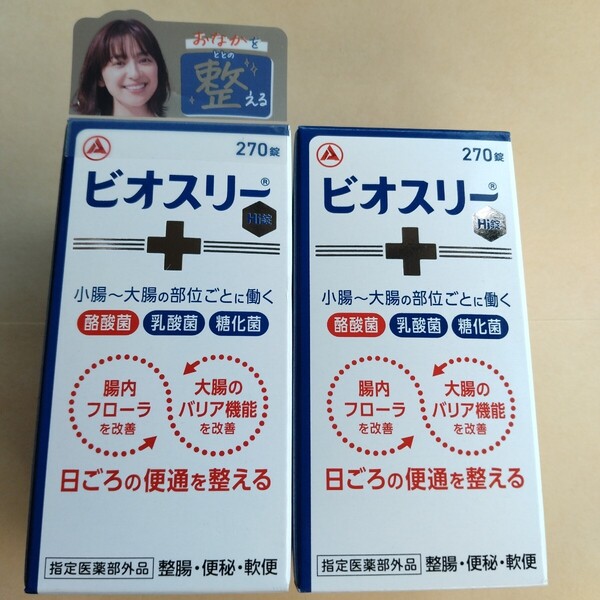 おなかを
ととの
整える
270錠
ビオスリー®
Hi錠
小腸〜大腸の部位ごとに働く
酪酸菌 乳酸菌 糖化菌
腸内
フローラ
を改善
大腸の
バリア機能
を改善
日ごろの便通を整える
指定医薬部外品 整腸・便秘・軟便
270錠
ビオスリー®
Hi錠
小腸〜大腸の部位ごとに働く
酪酸菌 乳酸菌 糖化菌
腸内
フローラ
を改善
大腸の
バリア機能
を改善
日ごろの便通を整える
指定医薬部外品 整腸・便秘・軟便